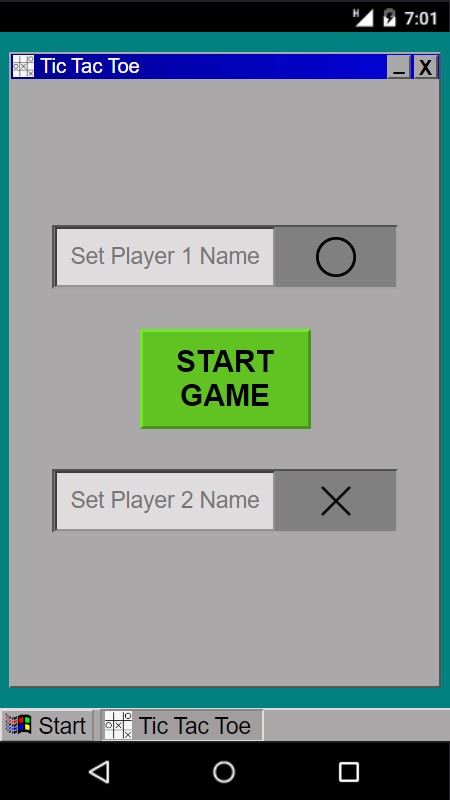 H 7:01
Tic Tac Toe
X
Set Player 1 Name
START
GAME
Set Player 2 Name
Start Tic Tac Toe